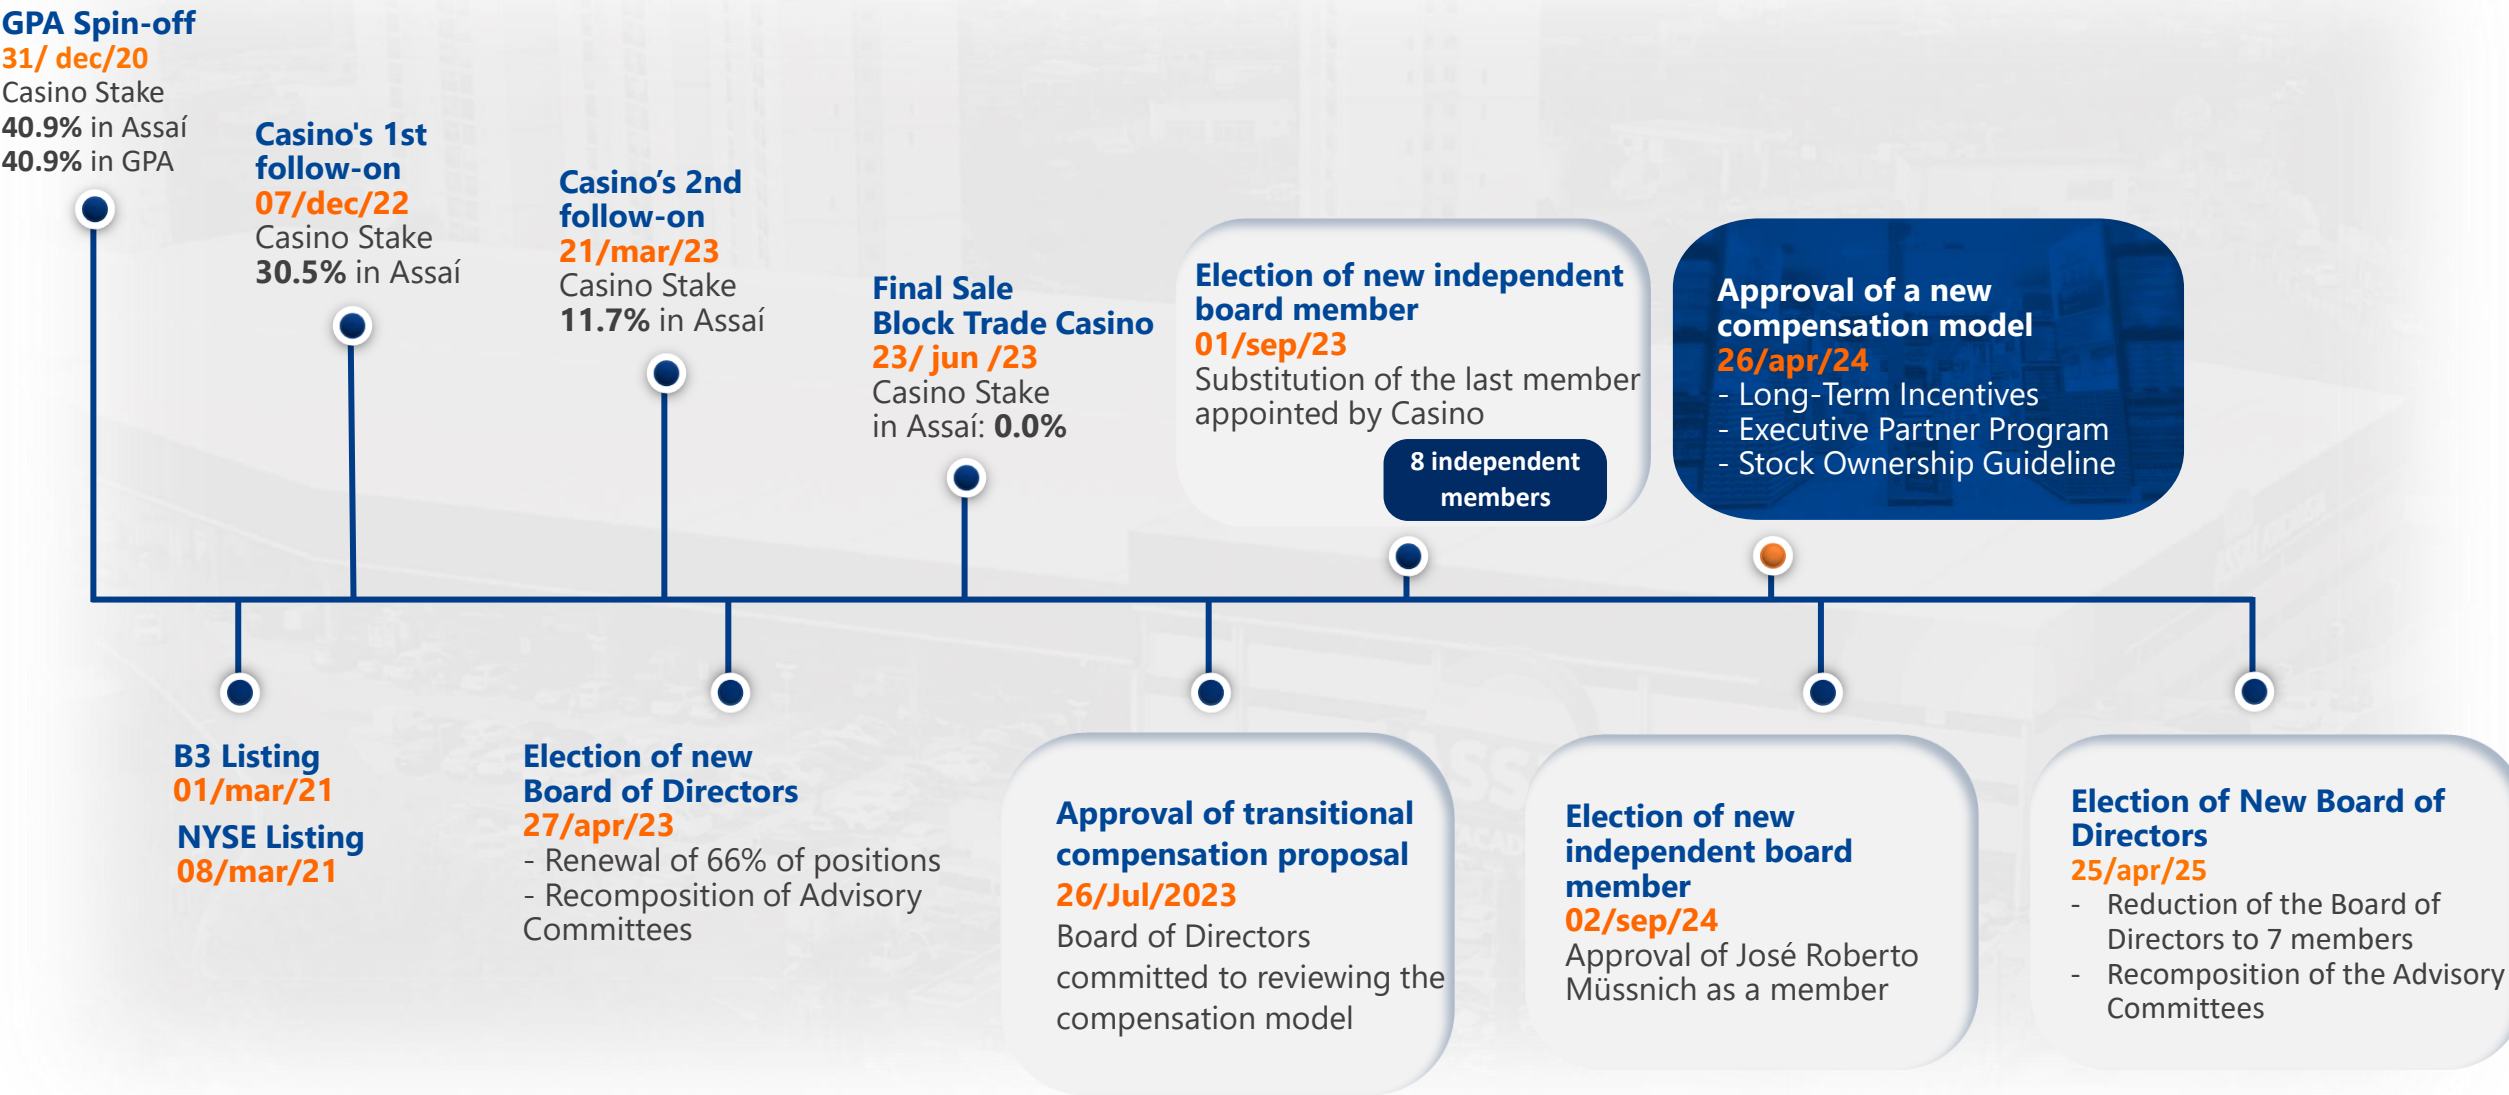 GPA Spin-off
31/ dec/20
Casino Stake
40.9% in Assaí
40.9% in GPA
Casino's 1st
follow-on
07/dec/22
Casino Stake
30.5% in Assaí
Casino’s 2nd
follow-on
21/mar/23
Casino Stake
11.7% in Assaí
Final Sale
Block Trade Casino
23/ jun /23
Casino Stake
in Assaí: 0.0%
Election of new independent
board member
01/sep/23
Substitution of the last member
appointed by Casino
8 independent
members
Approval of a new
compensation model
26/apr/24
- Long-Term Incentives
- Executive Partner Program
- Stock Ownership Guideline
B3 Listing
01/mar/21
NYSE Listing
08/mar/21
Election of new
Board of Directors
27/apr/23
- Renewal of 66% of positions
- Recomposition of Advisory
Committees
Approval of transitional
compensation proposal
26/Jul/2023
Board of Directors
committed to reviewing the
compensation model
Election of new
independent board
member
02/sep/24
Approval of José Roberto
Müssnich as a member
Election of New Board of
Directors
25/apr/25
- Reduction of the Board of
Directors to 7 members
- Recomposition of the Advisory
Committees